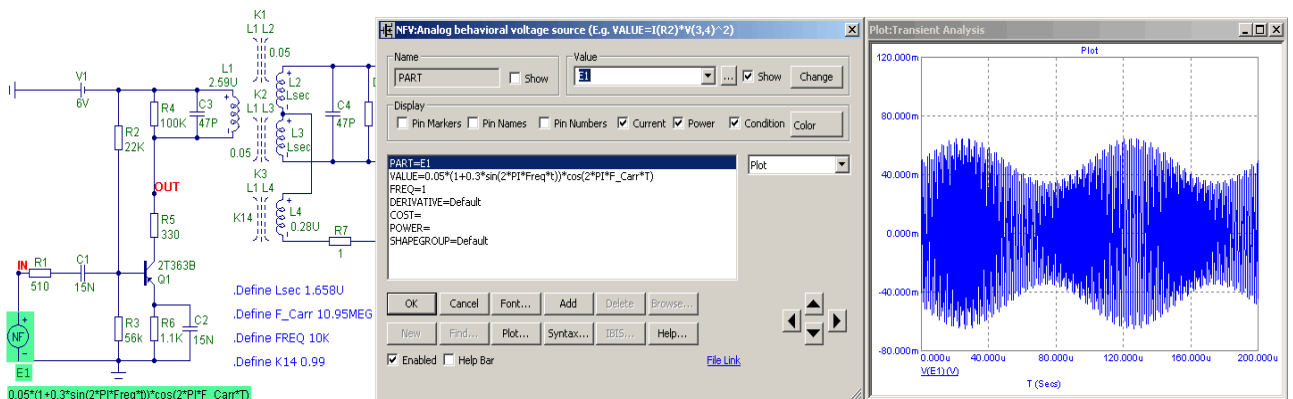 K1
L1 L2
0.05
L1
2.59U
L2
Lsec
V1
6V
R4
100K
C3
47P
K2
L1 L3
0.05
L3
Lsec
C4
47P
R2
22K
OUT
K3
L1 L4
K14
L4
0.28U
R7
1
R5
330
IN
R1
510
C1
15N
2T363B
Q1
R3
56k
R6
1.1K
C2
15N
NF
E1
.Define Lsec 1.658U
.Define F_Carr 10.95MEG
.Define FREQ 10K
.Define K14 0.99
0.05*(1+0.3*sin(2*PI*Freq*t))*cos(2*PI*F_Carr*T)
NFV:Analog behavioral voltage source (E.g. VALUE=I(R2)*V(3,4)^2)
Name
PART
Show
Value
E1
...
Show
Change
Display
Pin Markers
Pin Names
Pin Numbers
Current
Power
Condition
Color
PART=E1
VALUE=0.05*(1+0.3*sin(2*PI*Freq*t))*cos(2*PI*F_Carr*T)
FREQ=1
DERIVATIVE=Default
COST=
POWER=
SHAPEGROUP=Default
Plot
OK
Cancel
Font...
Add
Delete
Browse...
New
Find...
Plot...
Syntax...
IBIS...
Help...
Enabled
Help Bar
File Link
Plot:Transient Analysis
Plot
120.000m
80.000m
40.000m
0.000m
-40.000m
-80.000m
0.000u
40.000u
80.000u
120.000u
160.000u
200.000u
V(E1) (V)
T (Secs)